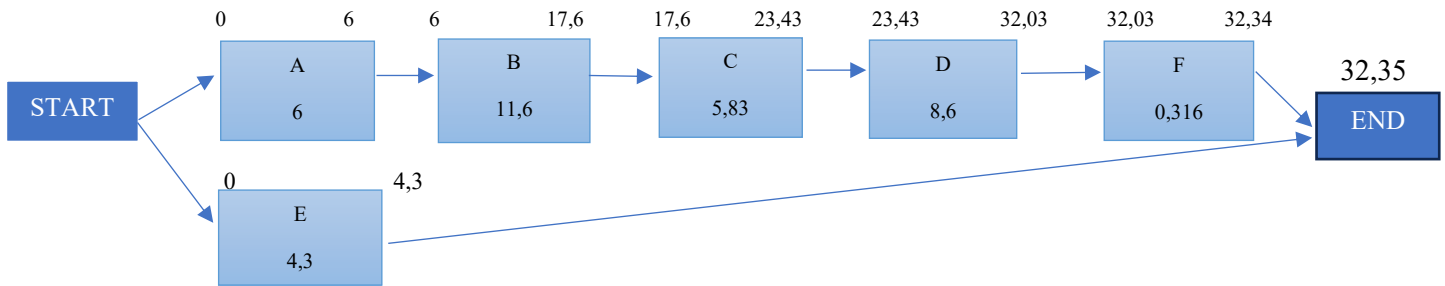 0 6 6 17,6 17,6 23,43 23,43 32,03 32,03 32,34
A B C D F 32,35
START
6 11,6 5,83 8,6 0,316 END
0 4,3
E
4,3